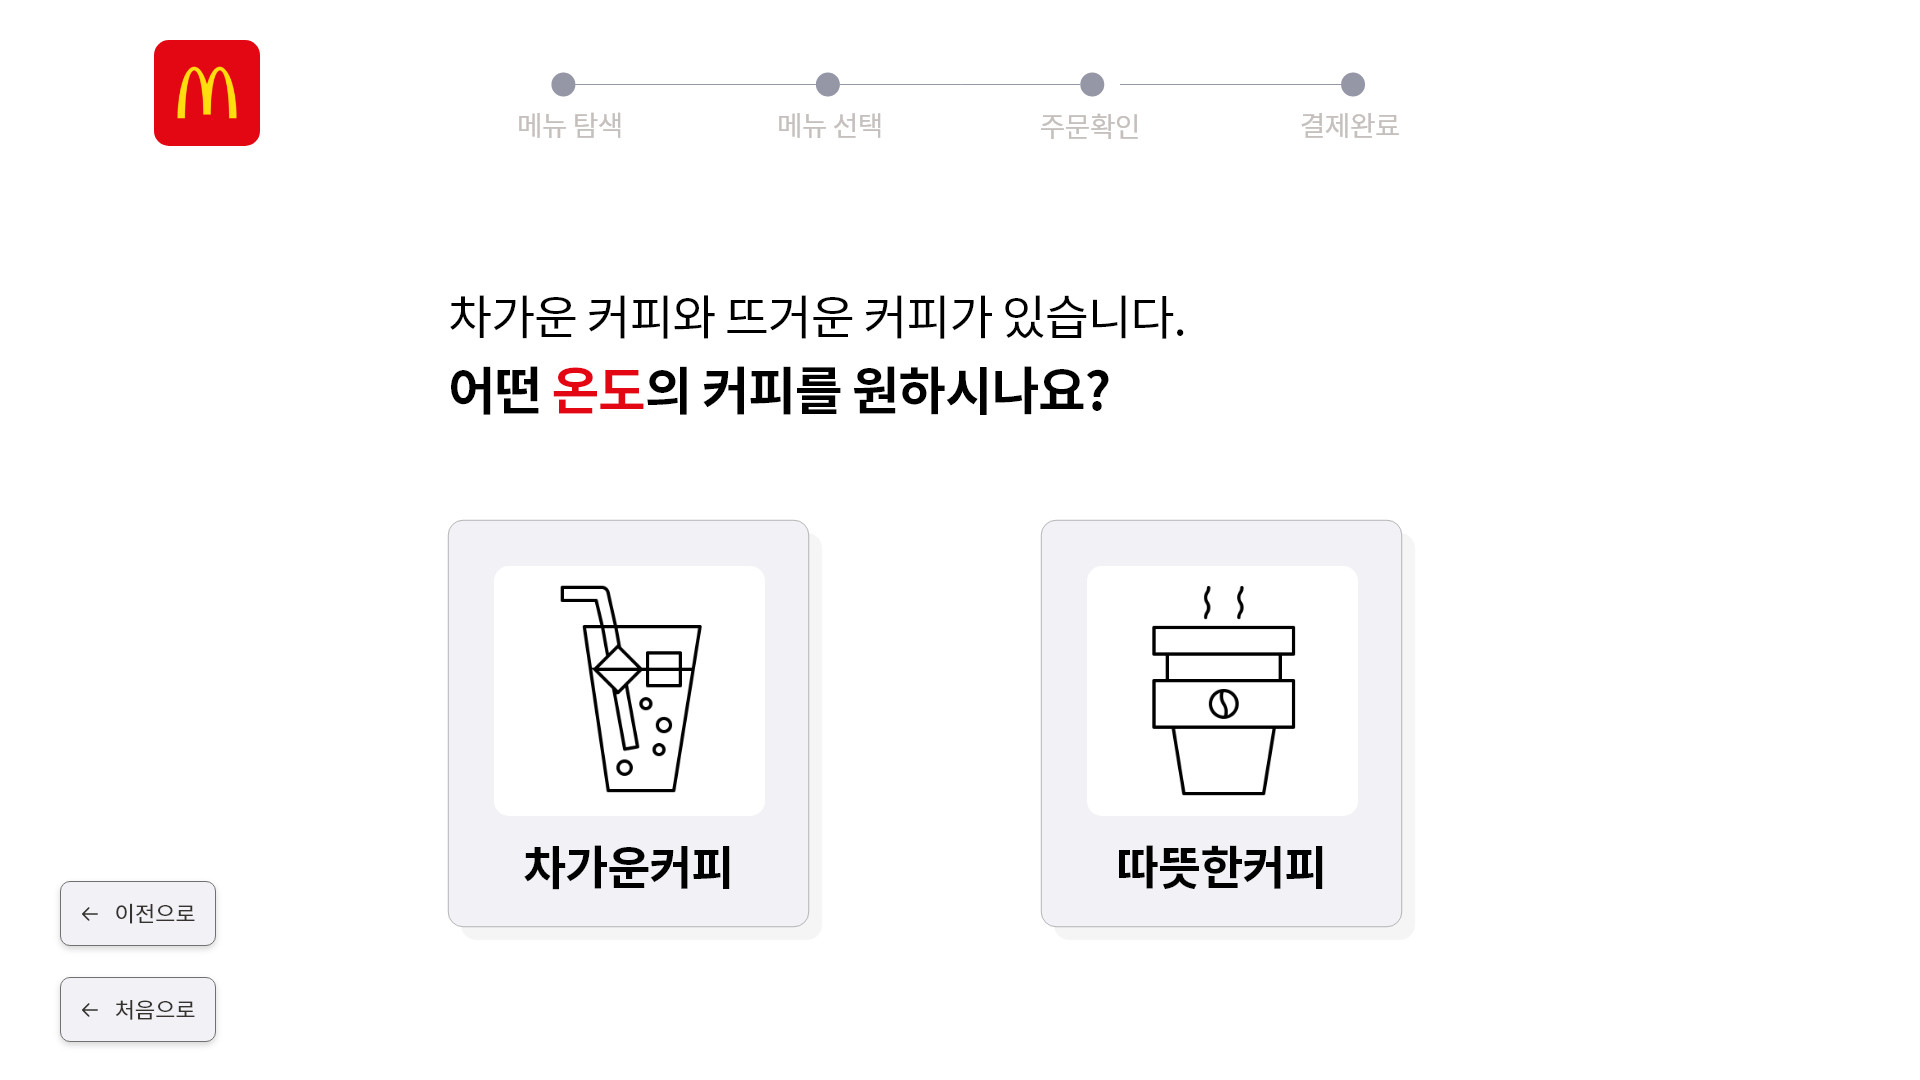 메뉴 탐색
메뉴 선택
주문확인
결제완료
차가운 커피와 뜨거운 커피가 있습니다.
어떤 온도의 커피를 원하시나요?
차가운커피
따뜻한커피
← 이전으로
← 처음으로